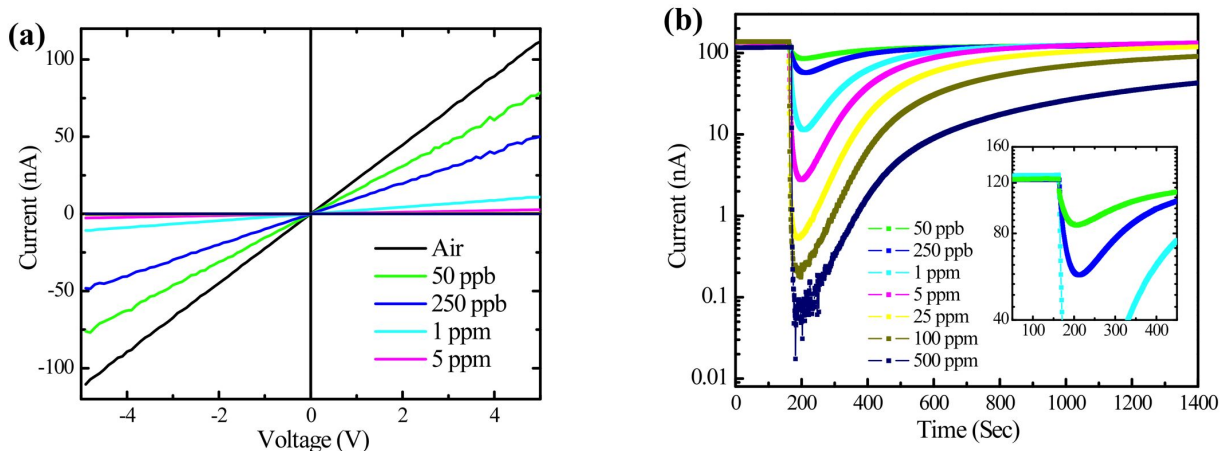 (a)
100
50
0
-50
-100
Current (nA)
-4
-2
0
2
4
Voltage (V)
Air
50 ppb
250 ppb
1 ppm
5 ppm
(b)
100
10
1
0.1
0.01
Current (nA)
0
200
400
600
800
1000
1200
1400
Time (Sec)
50 ppb
250 ppb
1 ppm
5 ppm
25 ppm
100 ppm
500 ppm
160
120
80
40
100
200
300
400